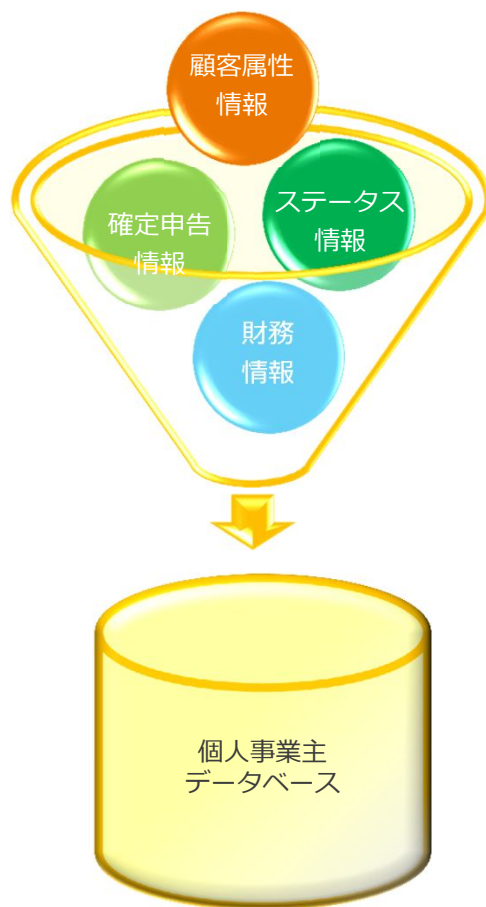 顧客属性
情報
確定申告
情報
ステータス
情報
財務
情報
個人事業主
データベース